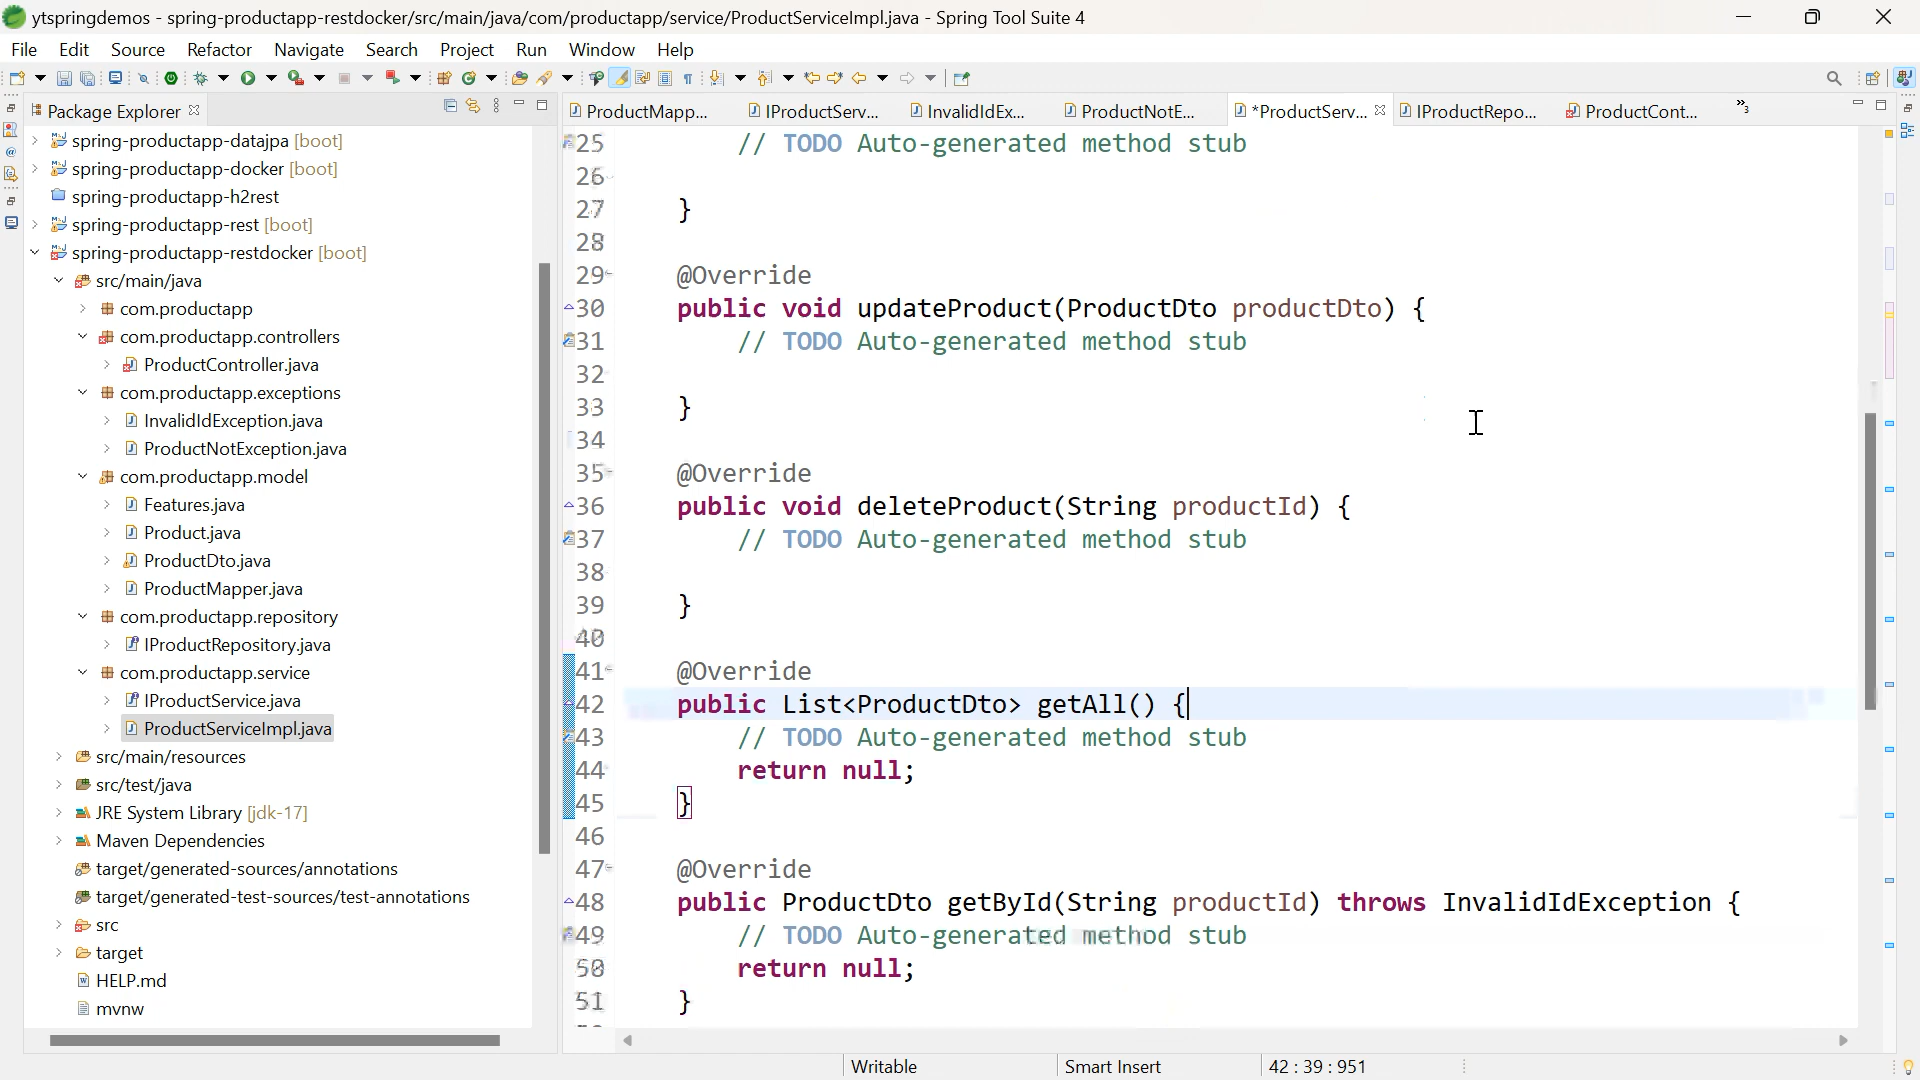 ytspringdemos - spring-productapp-restdocker/src/main/java/com/productapp/service/ProductServiceImpl.java - Spring Tool Suite 4
File Edit Source Refactor Navigate Search Project Run Window Help
Package Explorer
spring-productapp-datajpa [boot]
spring-productapp-docker [boot]
spring-productapp-h2rest
spring-productapp-rest [boot]
spring-productapp-restdocker [boot]
src/main/java
com.productapp
com.productapp.controllers
ProductController.java
com.productapp.exceptions
InvalidIdException.java
ProductNotException.java
com.productapp.model
Features.java
Product.java
ProductDto.java
ProductMapper.java
com.productapp.repository
IProductRepository.java
com.productapp.service
IProductService.java
ProductServiceImpl.java
src/main/resources
src/test/java
JRE System Library [jdk-17]
Maven Dependencies
target/generated-sources/annotations
target/generated-test-sources/test-annotations
src
target
HELP.md
mvnw
ProductMapp... IProductServ... InvalidIdEx... ProductNotE... *ProductServ... IProductRepo... ProductCont... »3
25 // TODO Auto-generated method stub
26
27 }
28
29 @Override
30 public void updateProduct(ProductDto productDto) {
31 // TODO Auto-generated method stub
32
33 }
34
35 @Override
36 public void deleteProduct(String productId) {
37 // TODO Auto-generated method stub
38
39 }
40
41 @Override
42 public List<ProductDto> getAll() {
43 // TODO Auto-generated method stub
44 return null;
45 }
46
47 @Override
48 public ProductDto getById(String productId) throws InvalidIdException {
49 // TODO Auto-generated method stub
50 return null;
51 }
Writable Smart Insert 42 : 39 : 951